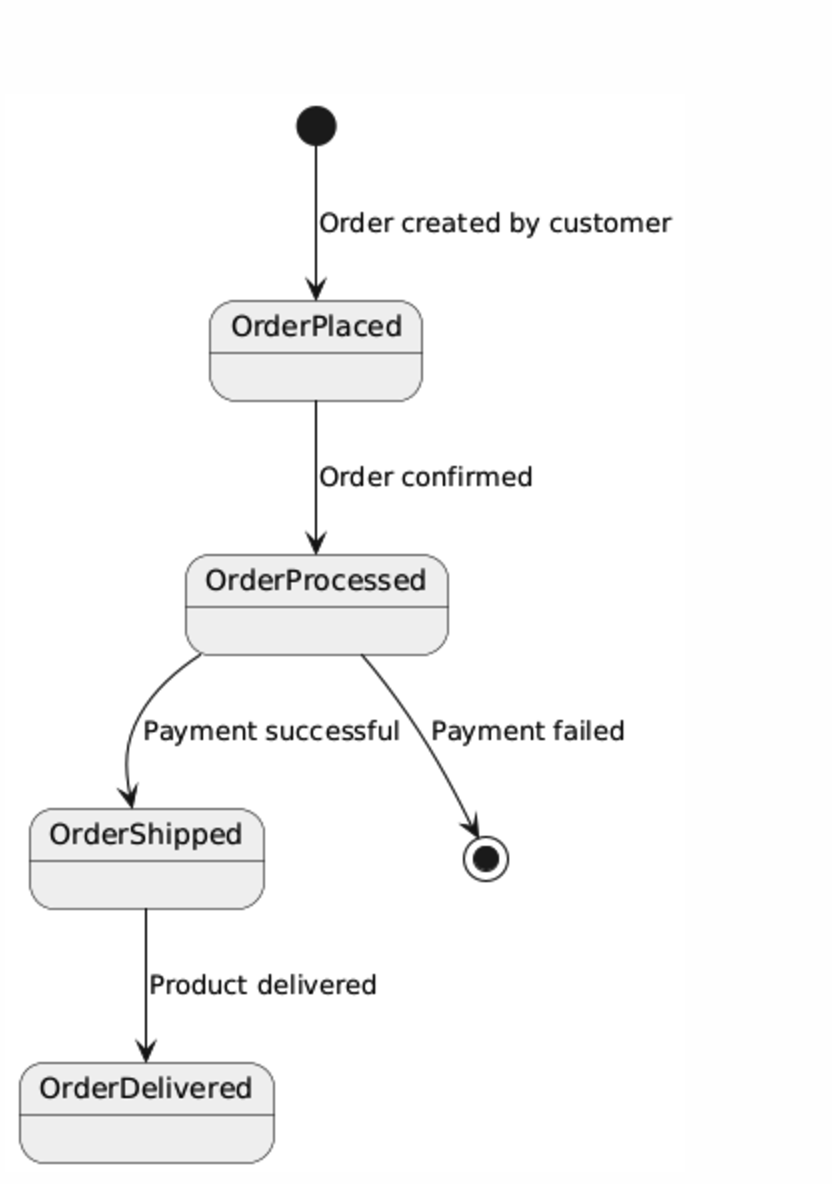 Order created by customer
OrderPlaced
Order confirmed
OrderProcessed
Payment successful
Payment failed
OrderShipped
Product delivered
OrderDelivered